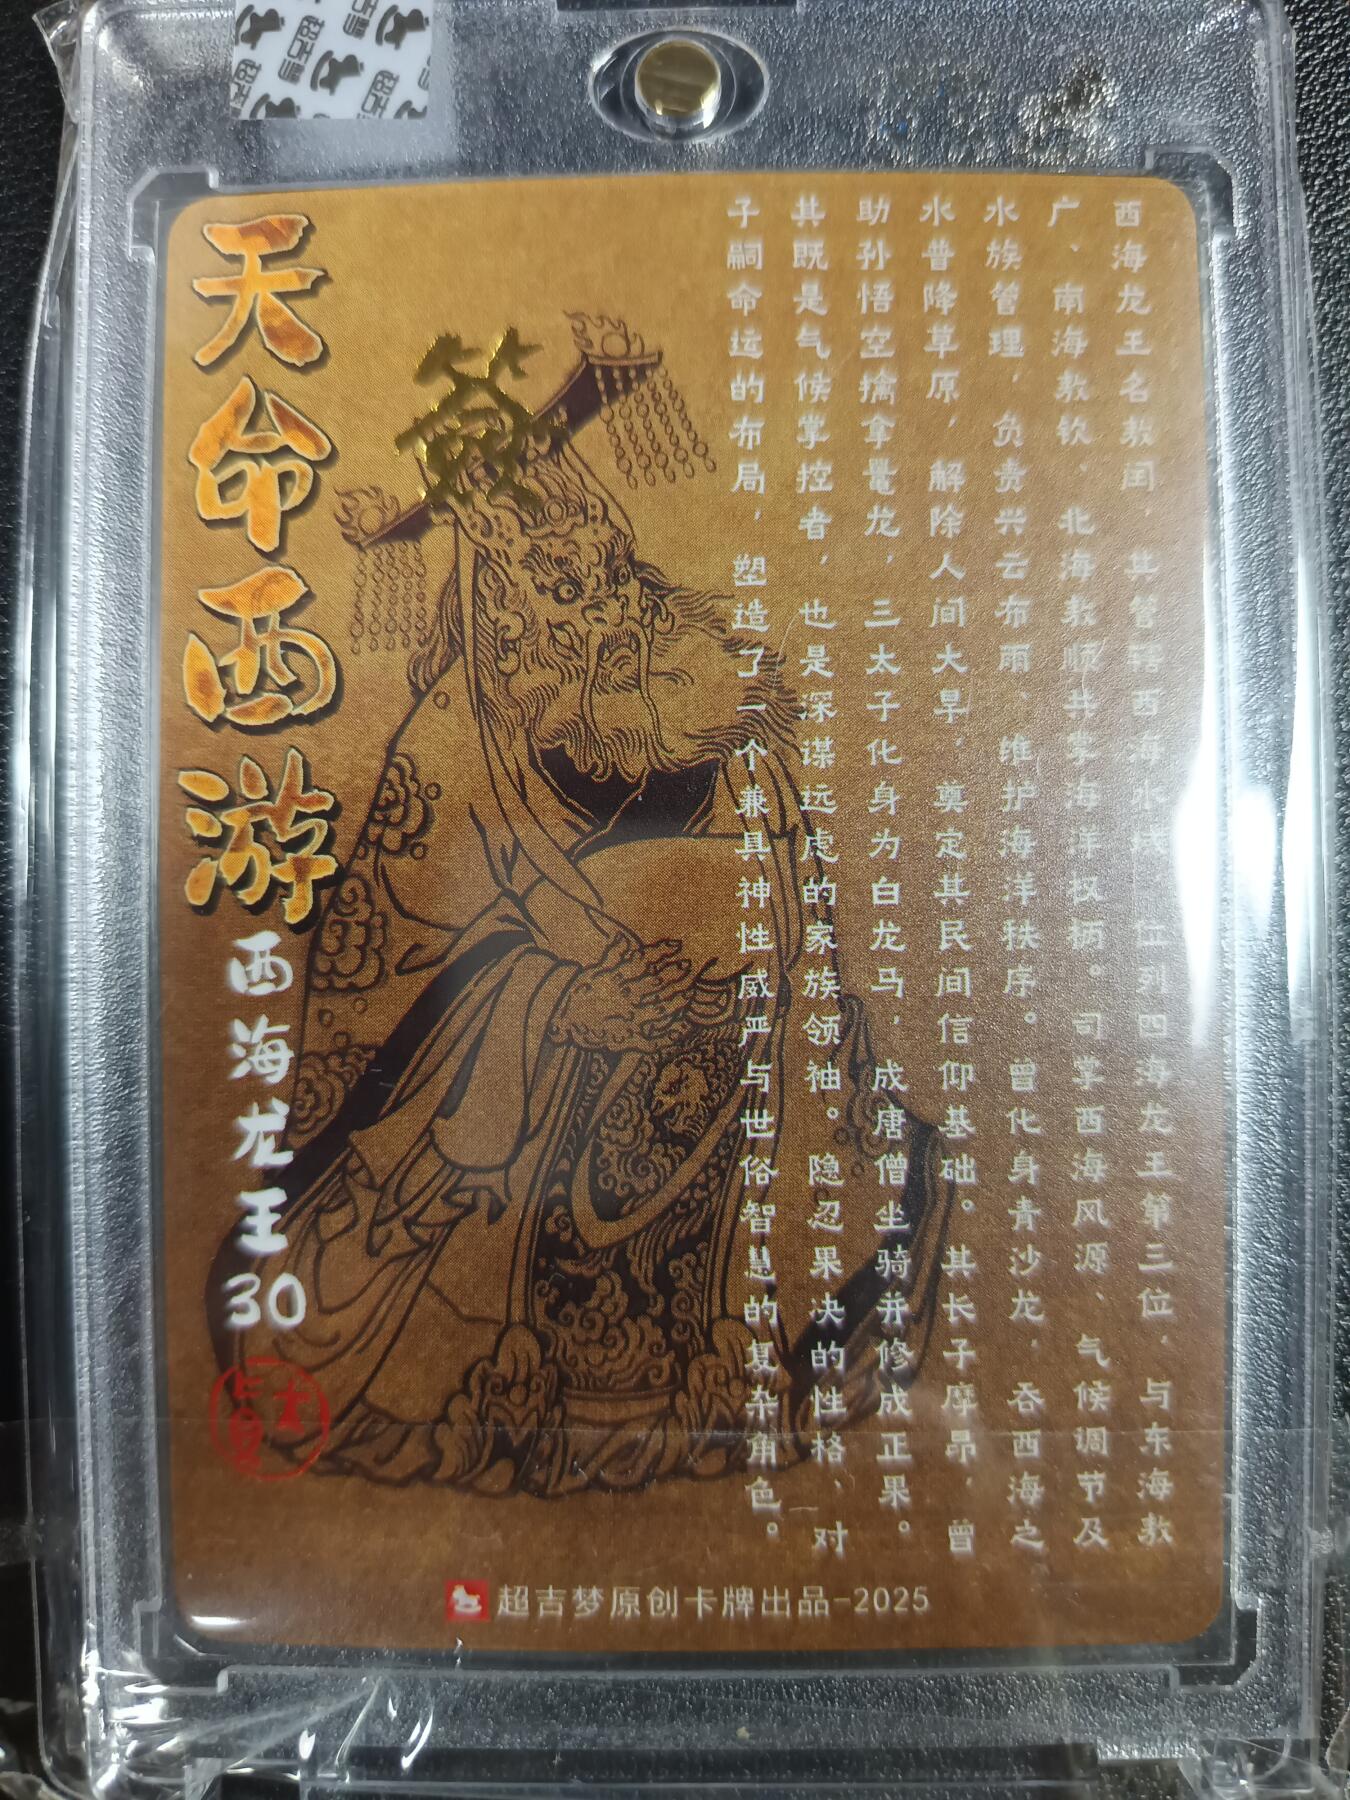 超吉梦
天命西游
西海龙王30
西海龙王名敖闰，其管辖西海水域，位列四海龙王第三位，与东海敖
广、南海敖钦、北海敖顺共掌海洋权柄。司掌西海风源、气候调节及
水族管理，负责兴云布雨、维护海洋秩序。曾化身青沙龙，吞西海之
水普降草原，解除人间大旱，奠定其民间信仰基础。其长子摩昂，曾
助孙悟空擒拿鼍龙，三太子化身为白龙马，成唐僧坐骑并修成正果。
其既是气候掌控者，也是深谋远虑的家族领袖。隐忍果决的性格、对
子嗣命运的布局，塑造了一个兼具神性威严与世俗智慧的复杂角色。
超吉梦原创卡牌出品-2025